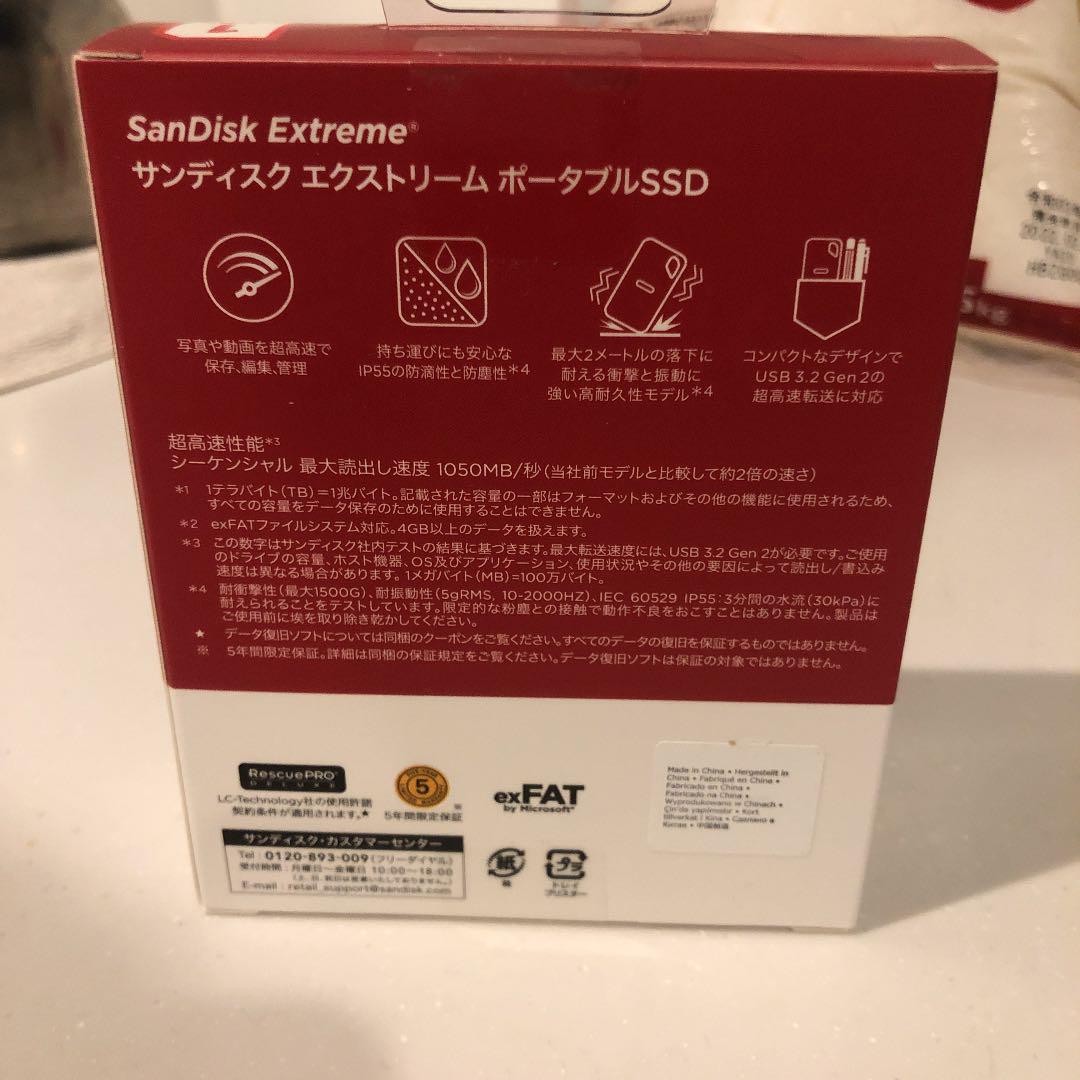 SanDisk Extreme®
サンディスク エクストリーム ポータブルSSD
写真や動画を超高速で
保存、編集、管理
持ち運びにも安心な
IP55の防滴性と防塵性*4
最大2メートルの落下に
耐える衝撃と振動に
強い高耐久性モデル*4
コンパクトなデザインで
USB 3.2 Gen 2の
超高速転送に対応
超高速性能*3
シーケンシャル 最大読出し速度 1050MB/秒(当社前モデルと比較して約2倍の速さ)
*1 1テラバイト(TB)=1兆バイト。記載された容量の一部はフォーマットおよびその他の機能に使用されるため、
すべての容量をデータ保存のために使用することはできません。
*2 exFATファイルシステム対応。4GB以上のデータを扱えます。
*3 この数字はサンディスク社内テストの結果に基づきます。最大転送速度には、USB 3.2 Gen 2が必要です。ご使用
のドライブの容量、ホスト機器、OS及びアプリケーション、使用状況やその他の要因によって読出し/書込み
速度は異なる場合があります。1メガバイト(MB)=100万バイト。
*4 耐衝撃性(最大1500G)、耐振動性(5gRMS, 10-2000HZ)、IEC 60529 IP55:3分間の水流(30kPa)に
耐えられることをテストしています。限定的な粉塵との接触で動作不良をおこすことはありません。製品は
ご使用前に埃を取り除き乾かしてください。
★ データ復旧ソフトについては同梱のクーポンをご覧ください。すべてのデータの復旧を保証するものではありません。
※ 5年間限定保証。詳細は同梱の保証規定をご覧ください。データ復旧ソフトは保証の対象ではありません。
RescuePRO®
DELUXE
LC-Technology社の使用許諾
契約条件が適用されます。★
5
※
5年間限定保証
exFAT
by Microsoft®
サンディスク・カスタマーセンター
Tel : 0120-893-009(フリーダイヤル)
受付時間 : 月曜日〜金曜日 10:00〜18:00
E-mail : retail_support@sandisk.com
紙
箱
プラ
トレイ
ブリスター
Made in China • Hergestellt in
China • Fabriqué en Chine •
Fabricado en China •
Fabricado na China •
Wyprodukowano w Chinach •
Çin'de yapılmıştır • Kort
tillverkat i Kina • Сделано в
Китае • 中国制造
5kg